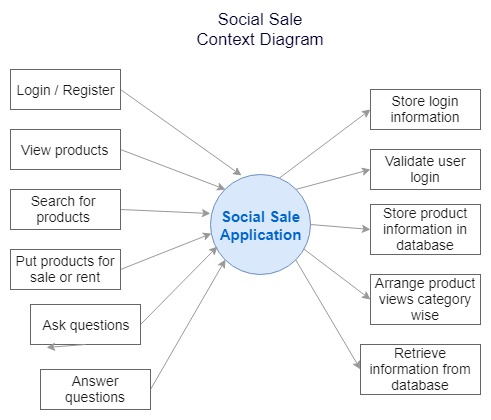 Social Sale
Context Diagram
Login / Register
View products
Search for
products
Put products for
sale or rent
Ask questions
Answer
questions
Social Sale
Application
Store login
information
Validate user
login
Store product
information in
database
Arrange product
views category
wise
Retrieve
information from
database